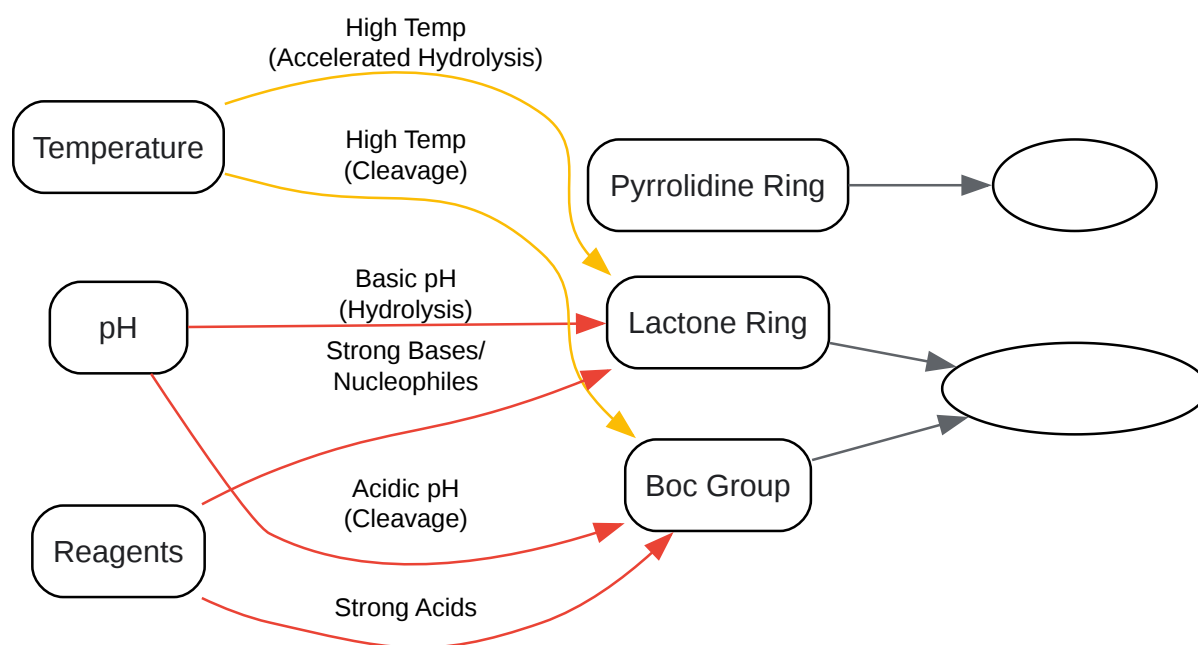 High Temp
(Accelerated Hydrolysis)
Temperature
High Temp
(Cleavage)
Pyrrolidine Ring
Basic pH
(Hydrolysis)
pH
Lactone Ring
Strong Bases/
Nucleophiles
Acidic pH
(Cleavage)
Boc Group
Reagents
Strong Acids